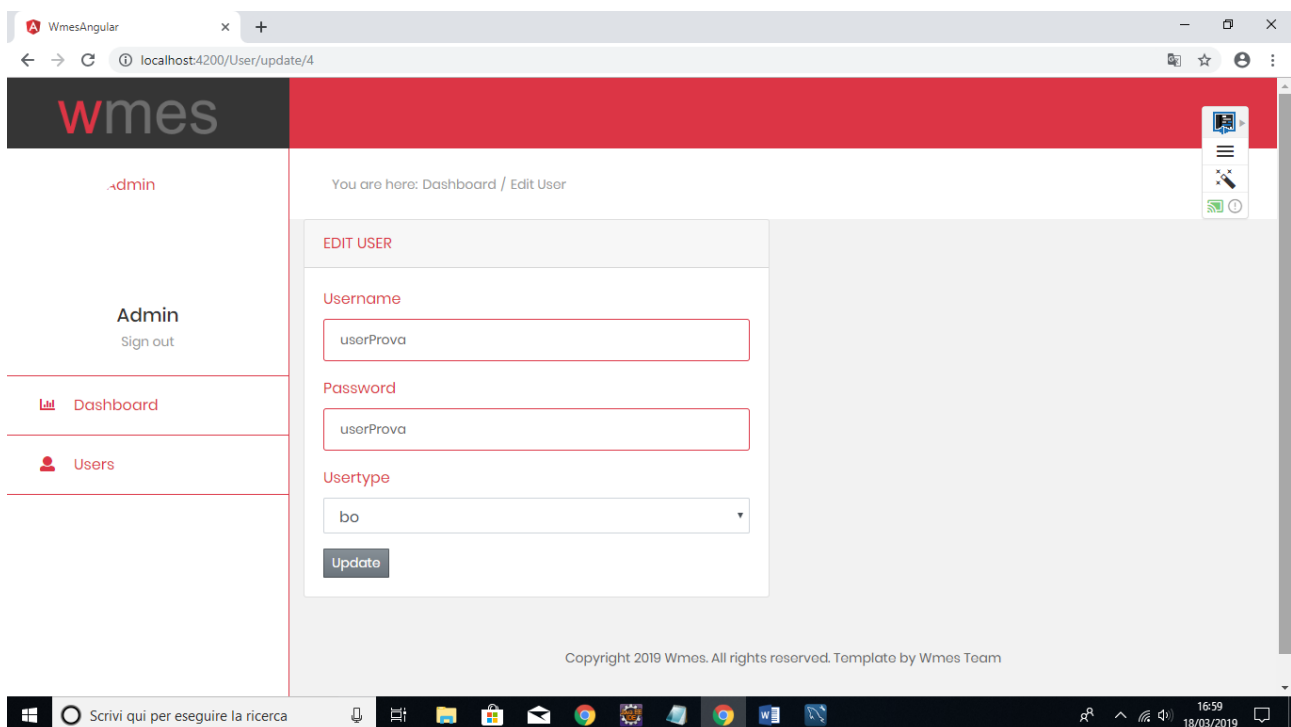 WmesAngular
localhost:4200/User/update/4
wmes
Admin
You are here: Dashboard / Edit User
EDIT USER
Username
userProva
Password
userProva
Usertype
bo
Update
Admin
Sign out
Dashboard
Users
Copyright 2019 Wmes. All rights reserved. Template by Wmes Team
Scrivi qui per eseguire la ricerca
16:59
18/03/2019